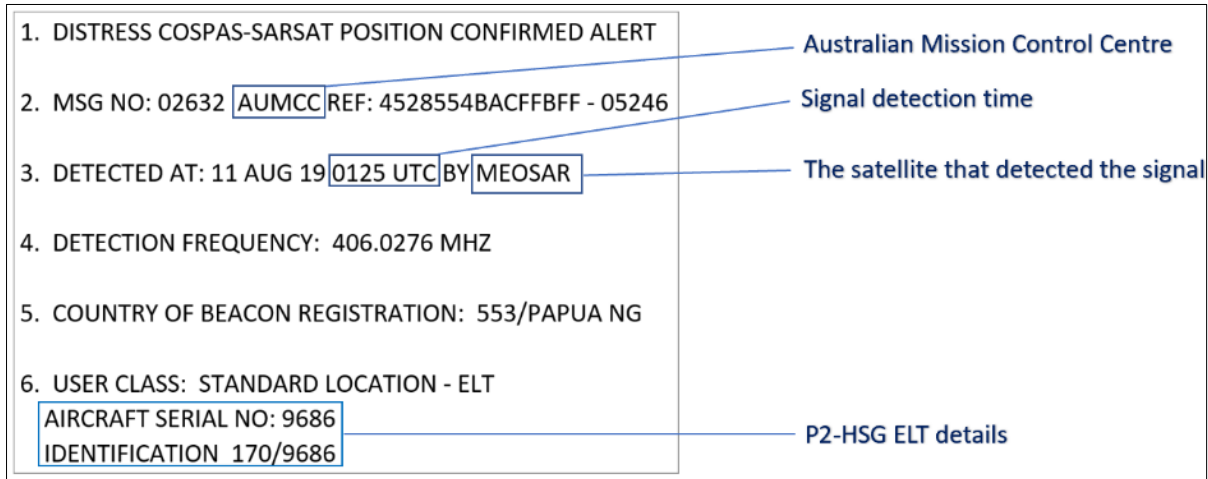 1. DISTRESS COSPAS-SARSAT POSITION CONFIRMED ALERT
Australian Mission Control Centre
2. MSG NO: 02632 AUMCC REF: 4528554BACFFBFF - 05246
Signal detection time
3. DETECTED AT: 11 AUG 19 0125 UTC BY MEOSAR
The satellite that detected the signal
4. DETECTION FREQUENCY: 406.0276 MHZ
5. COUNTRY OF BEACON REGISTRATION: 553/PAPUA NG
6. USER CLASS: STANDARD LOCATION - ELT
AIRCRAFT SERIAL NO: 9686
IDENTIFICATION 170/9686
P2-HSG ELT details